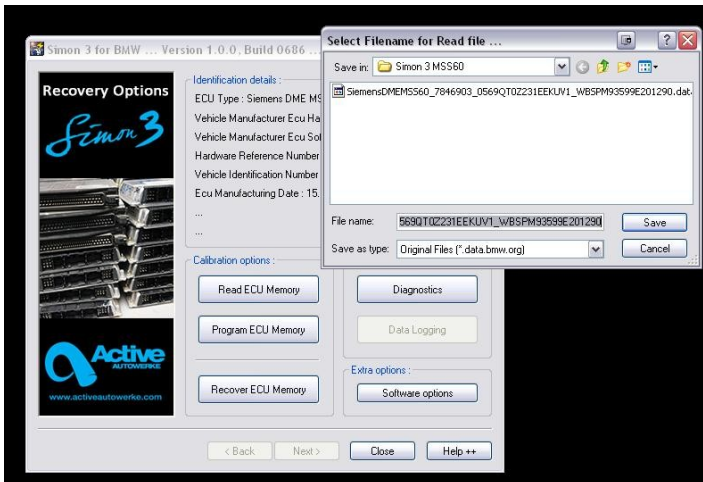 Simon 3 for BMW ... Version 1.0.0, Build 0686 ...
Recovery Options
Simon 3
Active
AUTOWERKE
www.activeautowerke.com
Identification details :
ECU Type : Siemens DME MS
Vehicle Manufacturer Ecu Ha
Vehicle Manufacturer Ecu Sof
Hardware Reference Number
Vehicle Identification Number
Ecu Manufacturing Date : 15.
...
...
Calibration options :
Read ECU Memory
Program ECU Memory
Recover ECU Memory
Diagnostics
Data Logging
Extra options :
Software options
< Back
Next >
Close
Help ++
Select Filename for Read file ...
Save in:
Simon 3 MSS60
SiemensDMEMSS60_7846903_0569QT0Z231EEKUV1_WBSPM93599E201290.dat
File name:
569QT0Z231EEKUV1_WBSPM93599E201290
Save
Save as type:
Original Files (*.data.bmw.org)
Cancel